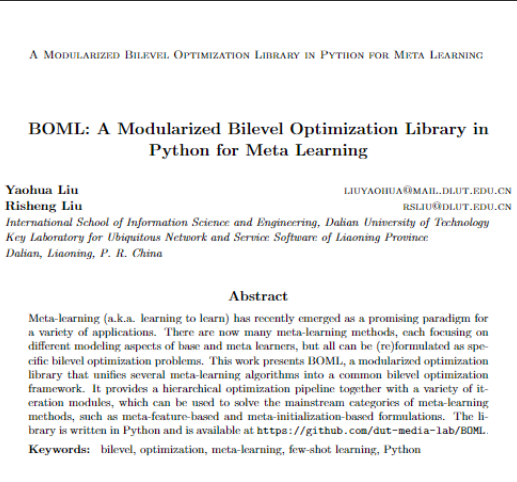 A Modularized Bilevel Optimization Library in Python for Meta Learning
BOML: A Modularized Bilevel Optimization Library in
Python for Meta Learning
Yaohua Liu liuyaohua@mail.dlut.edu.cn
Risheng Liu rsliu@dlut.edu.cn
International School of Information Science and Engineering, Dalian University of Technology
Key Laboratory for Ubiquitous Network and Service Software of Liaoning Province
Dalian, Liaoning, P. R. China
Abstract
Meta-learning (a.k.a. learning to learn) has recently emerged as a promising paradigm for
a variety of applications. There are now many meta-learning methods, each focusing on
different modeling aspects of base and meta learners, but all can be (re)formulated as spe-
cific bilevel optimization problems. This work presents BOML, a modularized optimization
library that unifies several meta-learning algorithms into a common bilevel optimization
framework. It provides a hierarchical optimization pipeline together with a variety of it-
eration modules, which can be used to solve the mainstream categories of meta-learning
methods, such as meta-feature-based and meta-initialization-based formulations. The li-
brary is written in Python and is available at https://github.com/dut-media-lab/BOML.
Keywords: bilevel, optimization, meta-learning, few-shot learning, Python